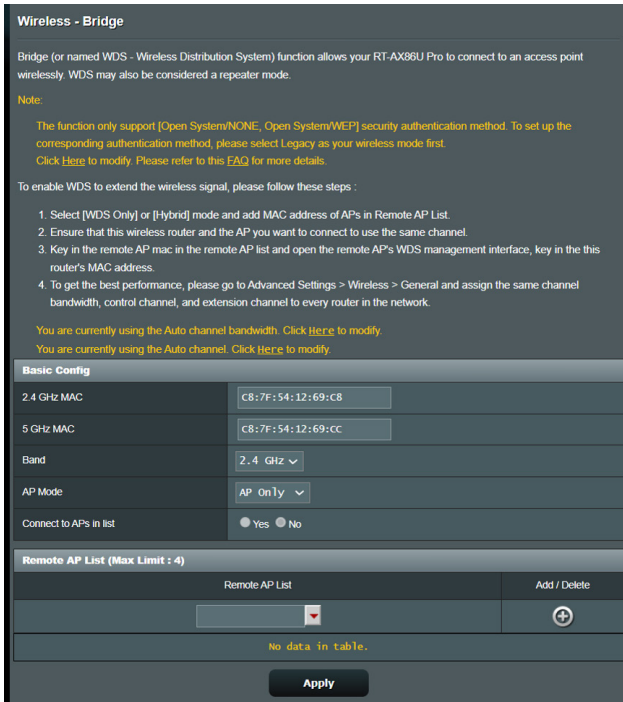 Wireless - Bridge
Bridge (or named WDS - Wireless Distribution System) function allows your RT-AX86U Pro to connect to an access point
wirelessly. WDS may also be considered a repeater mode.
Note:
The function only support [Open System/NONE, Open System/WEP] security authentication method. To set up the
corresponding authentication method, please select Legacy as your wireless mode first.
Click Here to modify. Please refer to this FAQ for more details.
To enable WDS to extend the wireless signal, please follow these steps :
1. Select [WDS Only] or [Hybrid] mode and add MAC address of APs in Remote AP List.
2. Ensure that this wireless router and the AP you want to connect to use the same channel.
3. Key in the remote AP mac in the remote AP list and open the remote AP's WDS management interface, key in the this
router's MAC address.
4. To get the best performance, please go to Advanced Settings > Wireless > General and assign the same channel
bandwidth, control channel, and extension channel to every router in the network.
You are currently using the Auto channel bandwidth. Click Here to modify.
You are currently using the Auto channel. Click Here to modify.
Basic Config
2.4 GHz MAC C8:7F:54:12:69:C8
5 GHz MAC C8:7F:54:12:69:CC
Band 2.4 GHz
AP Mode AP Only
Connect to APs in list Yes No
Remote AP List (Max Limit : 4)
Remote AP List Add / Delete
No data in table.
Apply